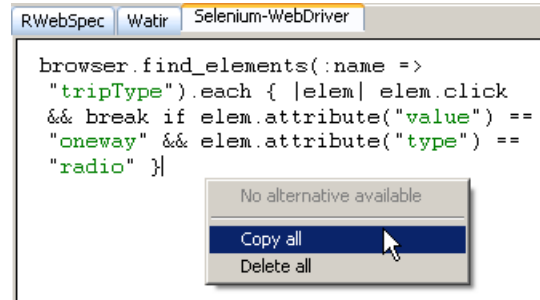 RWebSpec Watir Selenium-WebDriver
browser.find_elements(:name =>
"tripType").each { |elem| elem.click
&& break if elem.attribute("value") ==
"oneway" && elem.attribute("type") ==
"radio" }
No alternative available
Copy all
Delete all